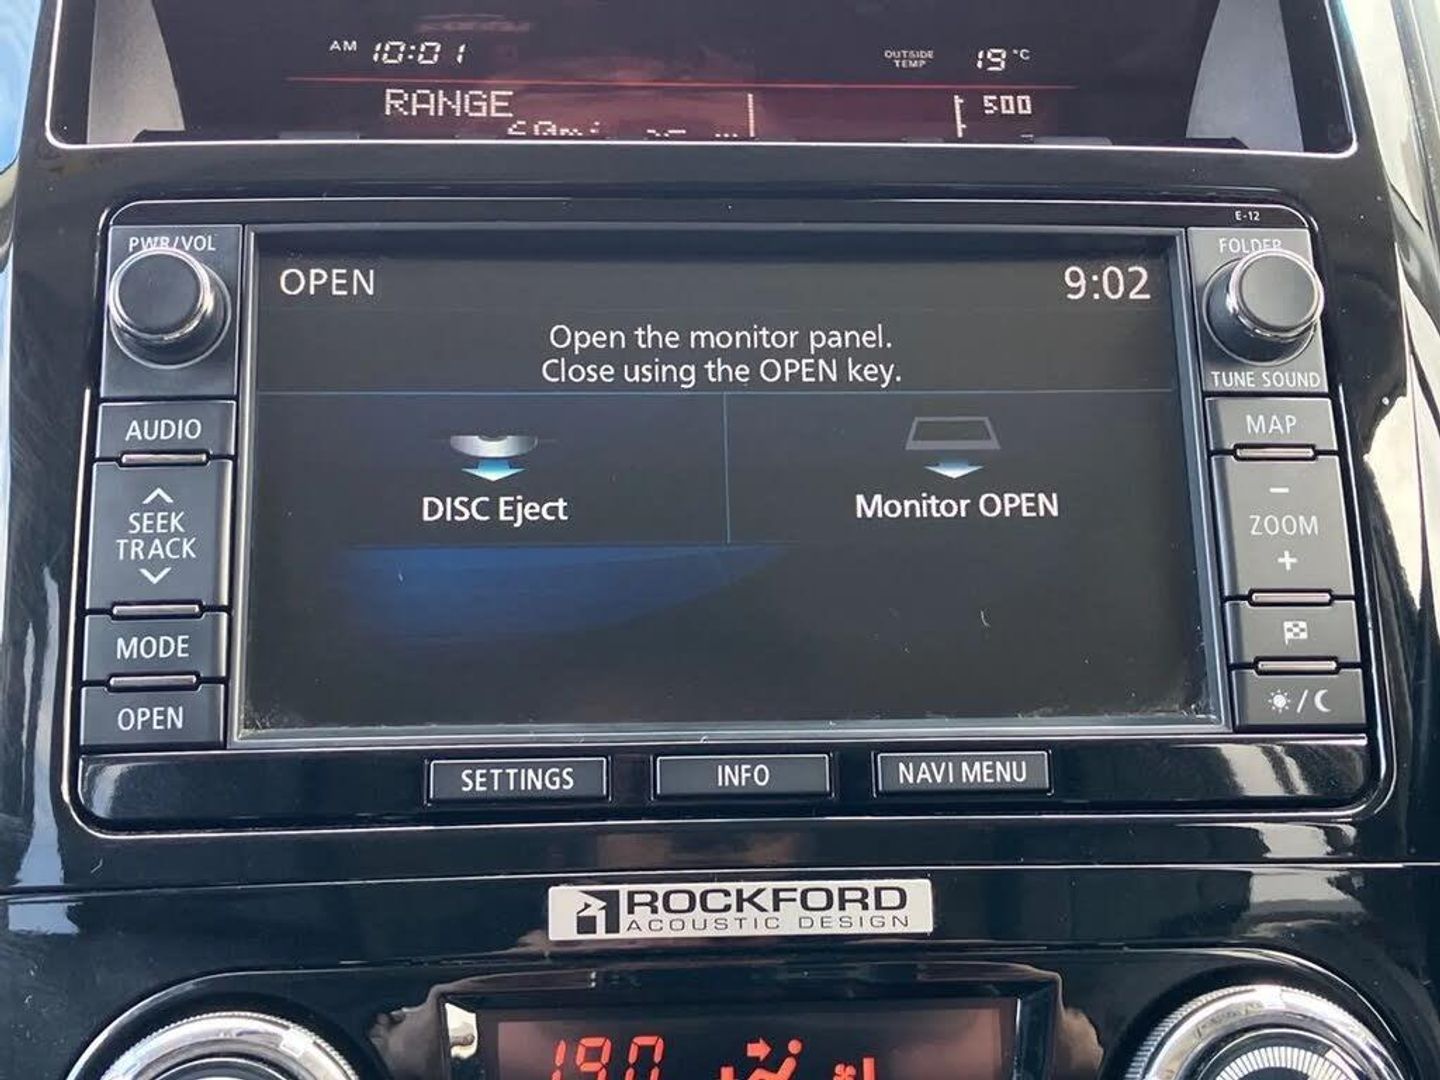 AM 10:01 OUTSIDE TEMP 19°C
RANGE 500
E-12
PWR/VOL
FOLDER
OPEN 9:02
Open the monitor panel.
Close using the OPEN key.
TUNE SOUND
AUDIO
MAP
DISC Eject
Monitor OPEN
SEEK
TRACK
−
ZOOM
+
MODE
OPEN
SETTINGS INFO NAVI MENU
ROCKFORD
ACOUSTIC DESIGN
19.0